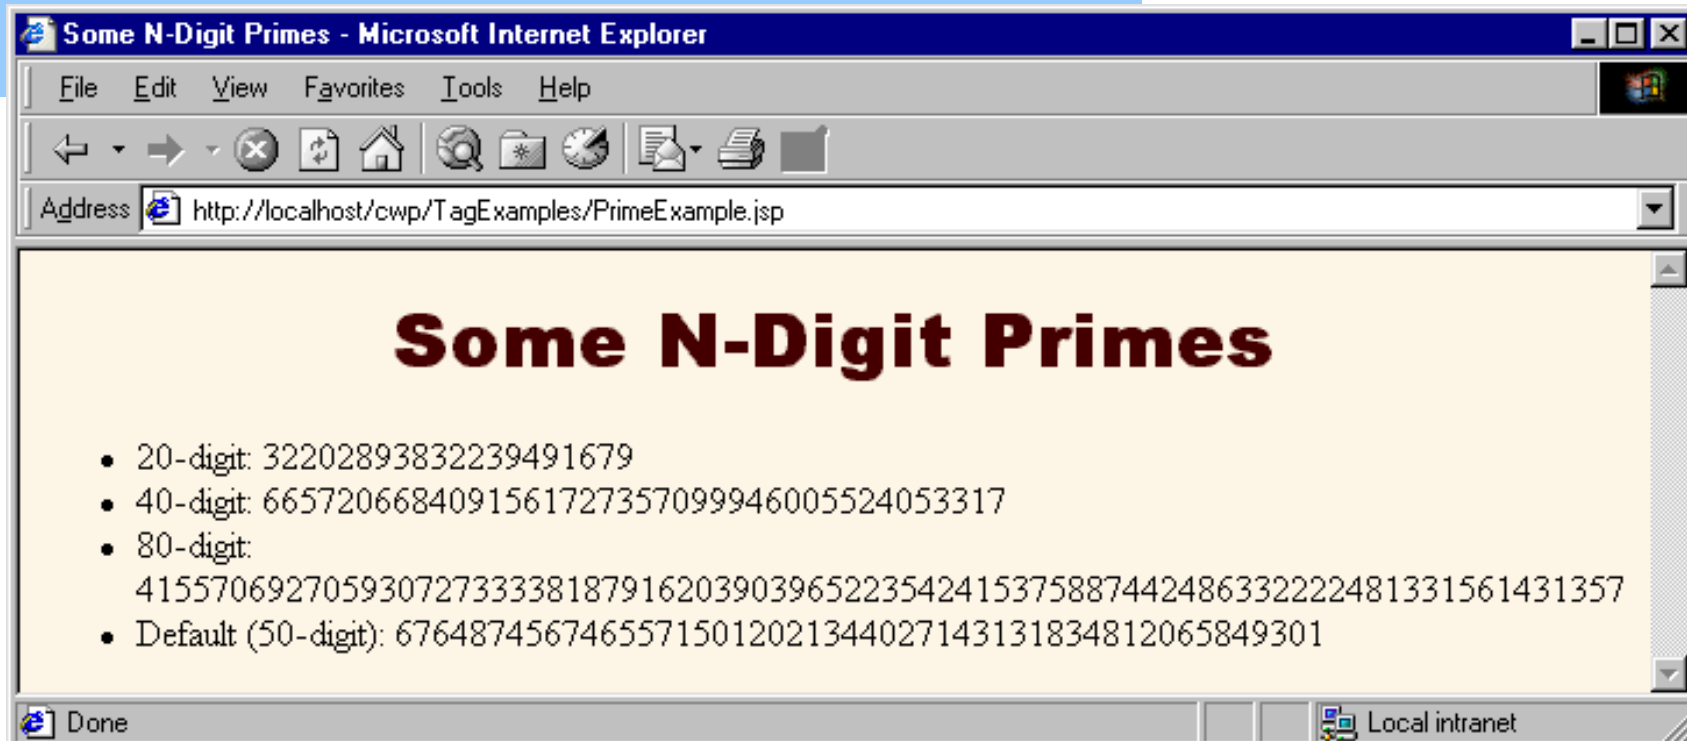 Some N-Digit Primes - Microsoft Internet Explorer
File Edit View Favorites Tools Help
Address http://localhost/cwp/TagExamples/PrimeExample.jsp
Some N-Digit Primes
• 20-digit: 32202893832239491679
• 40-digit: 6657206684091561727357099946005524053317
• 80-digit:
41557069270593072733338187916203903965223542415375887442486332222481331561431357
• Default (50-digit): 67648745674655715012021344027143131834812065849301
Done
Local intranet